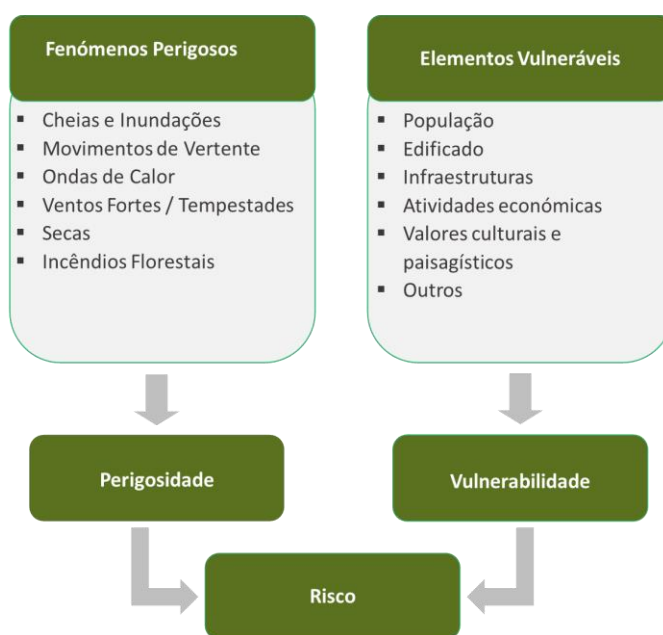 Fenómenos Perigosos
▪ Cheias e Inundações
▪ Movimentos de Vertente
▪ Ondas de Calor
▪ Ventos Fortes / Tempestades
▪ Secas
▪ Incêndios Florestais
Elementos Vulneráveis
▪ População
▪ Edificado
▪ Infraestruturas
▪ Atividades económicas
▪ Valores culturais e
paisagísticos
▪ Outros
Perigosidade
Vulnerabilidade
Risco